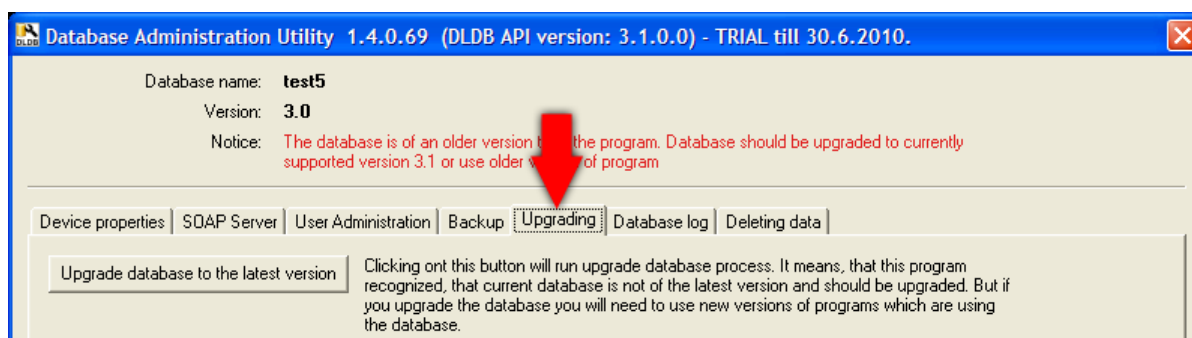 DLDB Database Administration Utility 1.4.0.69 (DLDB API version: 3.1.0.0) - TRIAL till 30.6.2010.
Database name: test5
Version: 3.0
Notice: The database is of an older version the program. Database should be upgraded to currently
supported version 3.1 or use older of program
Device properties SOAP Server User Administration Backup Upgrading Database log Deleting data
Upgrade database to the latest version
Clicking ont this button will run upgrade database process. It means, that this program
recognized, that current database is not of the latest version and should be upgraded. But if
you upgrade the database you will need to use new versions of programs which are using
the database.